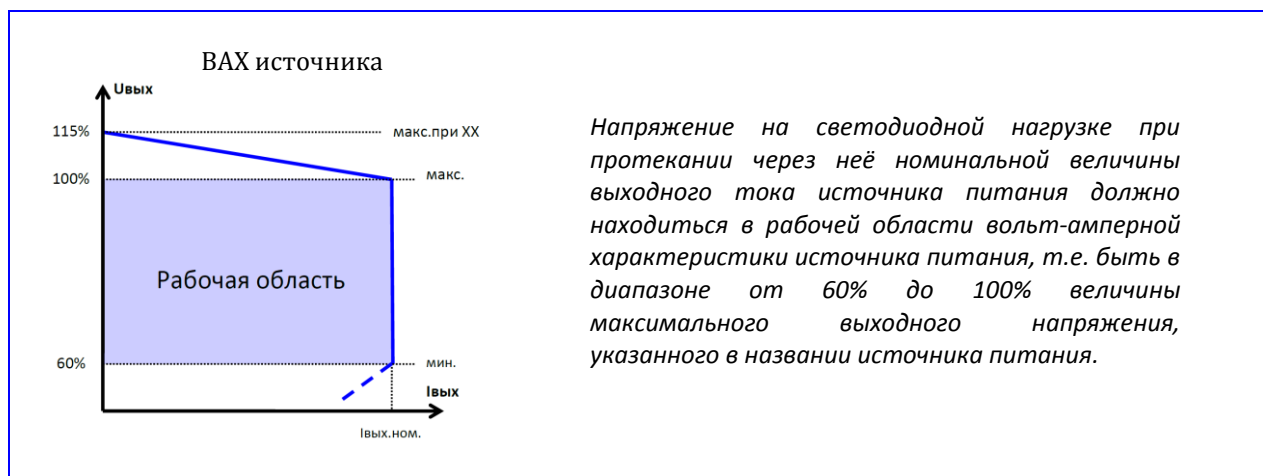 ВАХ источника
Uвых
115%
макс.при ХХ
100%
макс.
Рабочая область
60%
мин.
Iвых
Iвых.ном.
Напряжение на светодиодной нагрузке при
протекании через неё номинальной величины
выходного тока источника питания должно
находиться в рабочей области вольт-амперной
характеристики источника питания, т.е. быть в
диапазоне от 60% до 100% величины
максимального выходного напряжения,
указанного в названии источника питания.